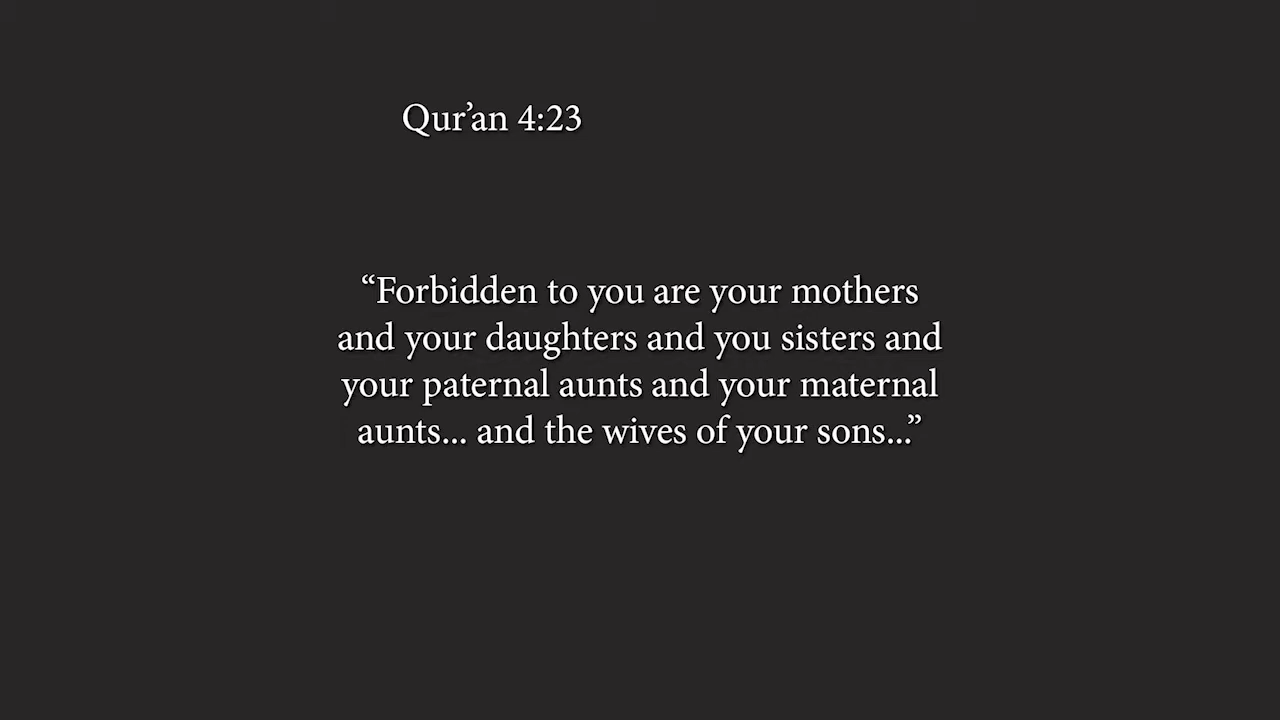 Qur’an 4:23
“Forbidden to you are your mothers
and your daughters and you sisters and
your paternal aunts and your maternal
aunts... and the wives of your sons...”